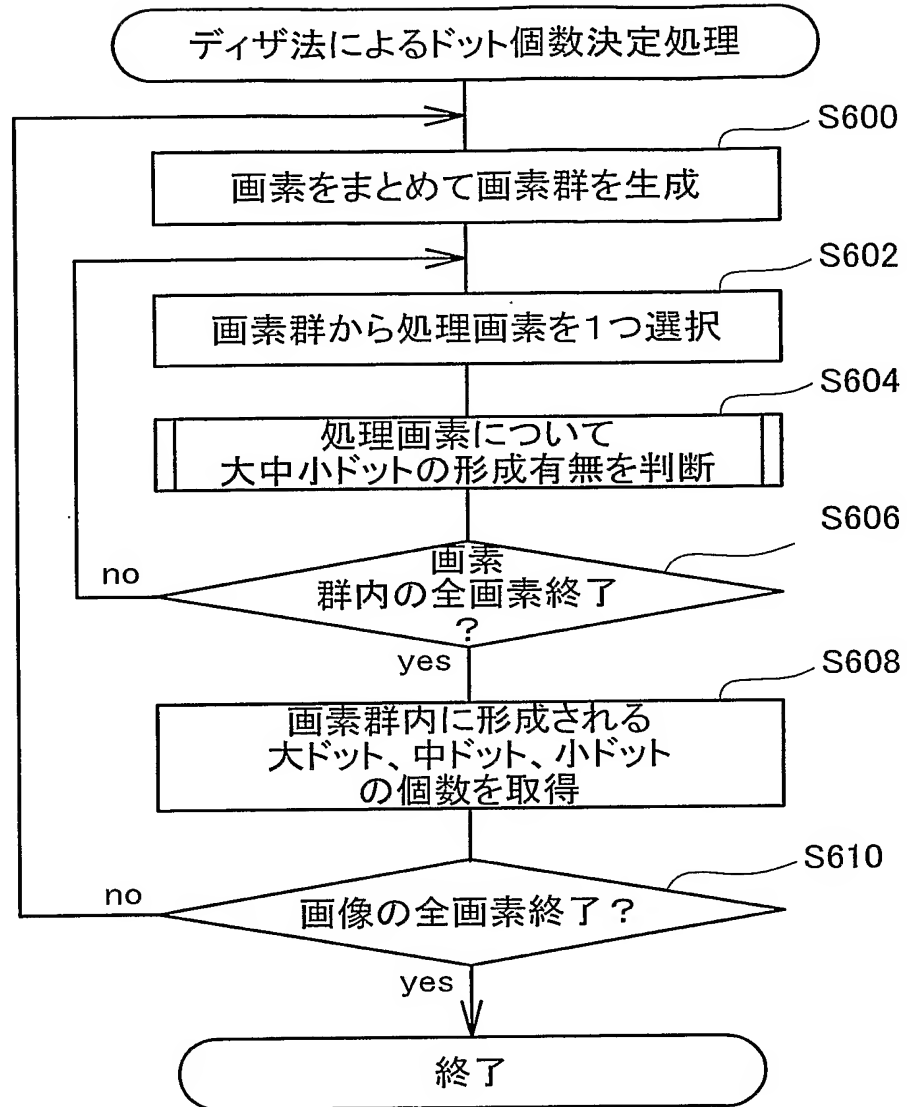 ディザ法によるドット個数決定処理
S600
画素をまとめて画素群を生成
S602
画素群から処理画素を1つ選択
S604
処理画素について
大中小ドットの形成有無を判断
S606
画素
群内の全画素終了
?
no
yes
S608
画素群内に形成される
大ドット、中ドット、小ドット
の個数を取得
S610
画像の全画素終了?
no
yes
終了